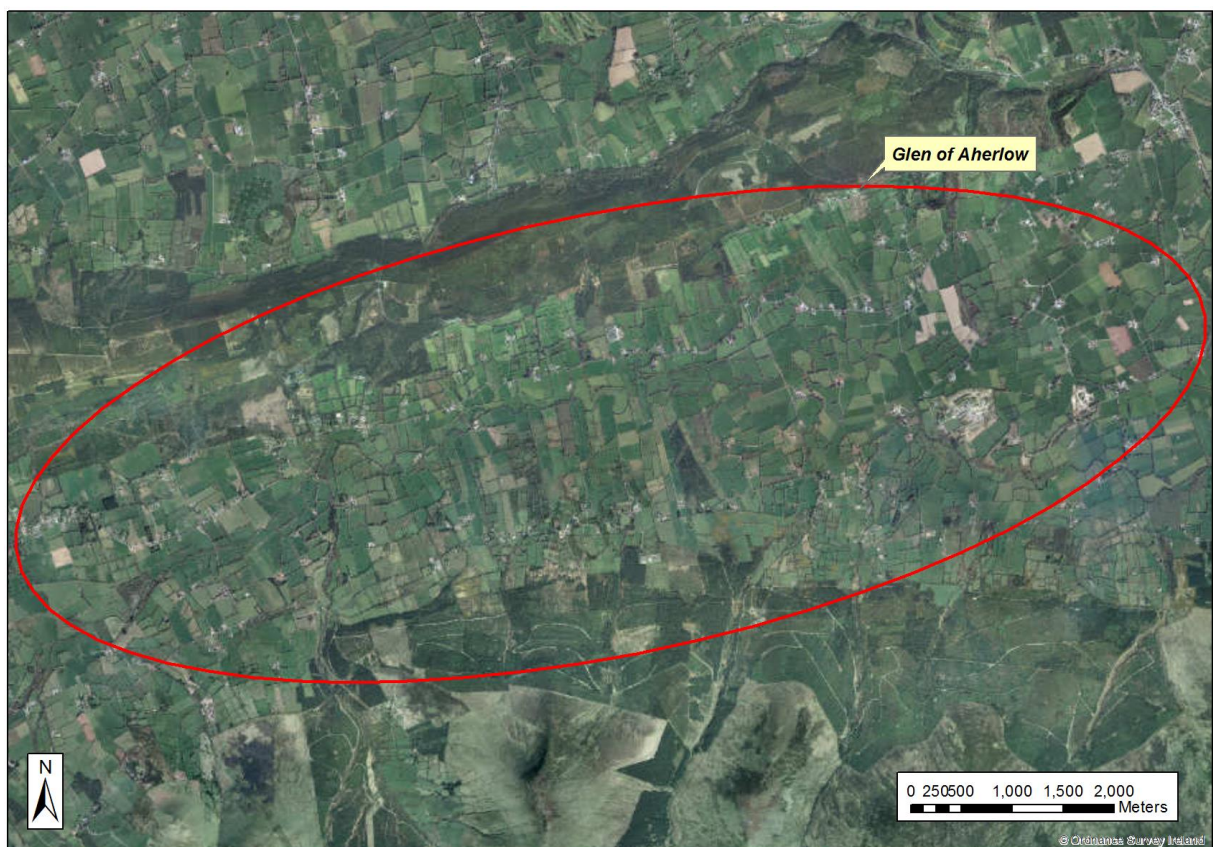 Glen of Aherlow
N
0 250500 1,000 1,500 2,000
Meters
© Ordnance Survey Ireland